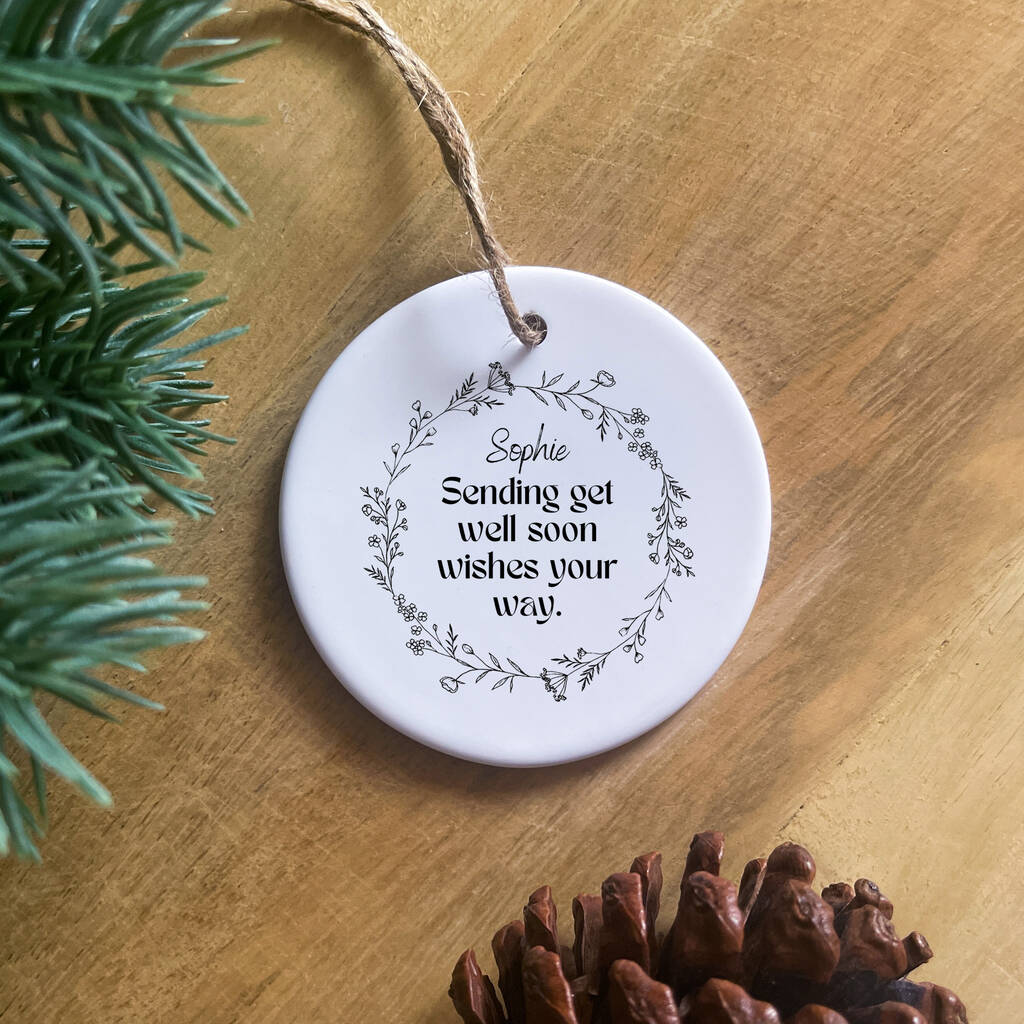 Sophie
Sending get
well soon
wishes your
way.